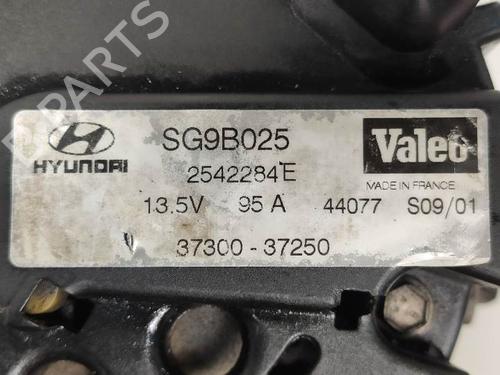 B PARTS
HYUNDAI
SG9B025
Valeo
2542284E
MADE IN FRANCE
13.5V 95 A 44077 S09/01
37300 - 37250